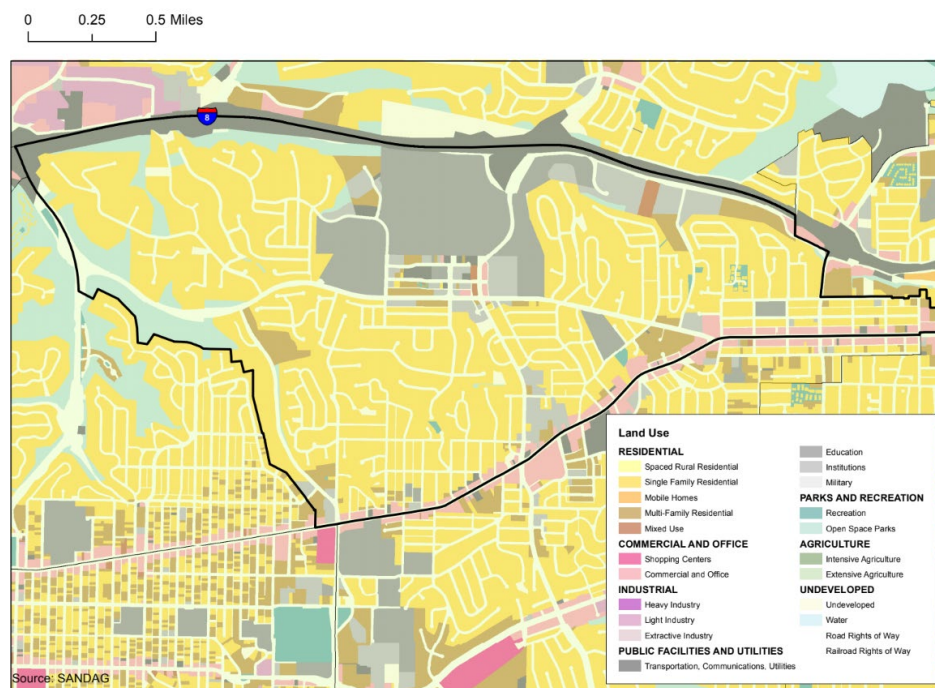 0 0.25 0.5 Miles
8
Land Use
RESIDENTIAL
Spaced Rural Residential
Single Family Residential
Mobile Homes
Multi-Family Residential
Mixed Use
COMMERCIAL AND OFFICE
Shopping Centers
Commercial and Office
INDUSTRIAL
Heavy Industry
Light Industry
Extractive Industry
PUBLIC FACILITIES AND UTILITIES
Transportation, Communications, Utilities
Education
Institutions
Military
PARKS AND RECREATION
Recreation
Open Space Parks
AGRICULTURE
Intensive Agriculture
Extensive Agriculture
UNDEVELOPED
Undeveloped
Water
Road Rights of Way
Railroad Rights of Way
Source: SANDAG